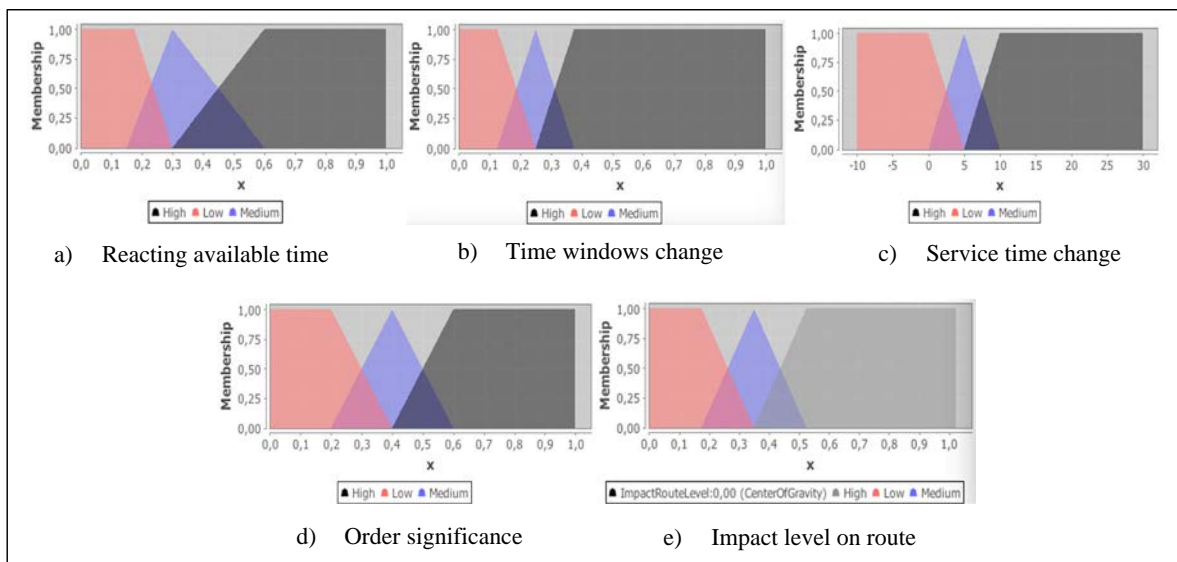 Membership
1,00
0,75
0,50
0,25
0,00
0,0 0,1 0,2 0,3 0,4 0,5 0,6 0,7 0,8 0,9 1,0
x
High Low Medium
a) Reacting available time
Membership
1,00
0,75
0,50
0,25
0,00
0,0 0,1 0,2 0,3 0,4 0,5 0,6 0,7 0,8 0,9 1,0
x
High Low Medium
b) Time windows change
Membership
1,00
0,75
0,50
0,25
0,00
-10 -5 0 5 10 15 20 25 30
x
High Low Medium
c) Service time change
Membership
1,00
0,75
0,50
0,25
0,00
0,0 0,1 0,2 0,3 0,4 0,5 0,6 0,7 0,8 0,9 1,0
x
High Low Medium
d) Order significance
Membership
1,00
0,75
0,50
0,25
0,00
0,0 0,1 0,2 0,3 0,4 0,5 0,6 0,7 0,8 0,9 1,0
x
ImpactRouteLevel:0,00 (CenterOfGravity) High Low Medium
e) Impact level on route